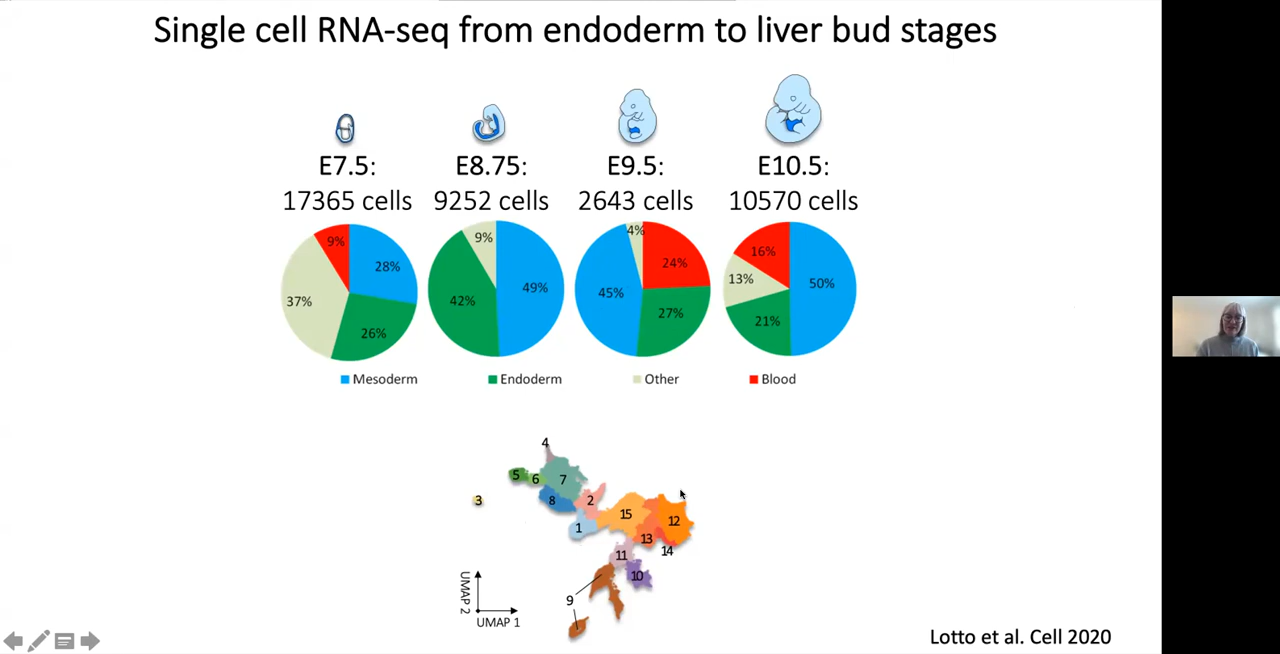 Single cell RNA-seq from endoderm to liver bud stages
E7.5: E8.75: E9.5: E10.5:
17365 cells 9252 cells 2643 cells 10570 cells
9% 28% 37% 26%
9% 49% 42%
4% 24% 45% 27%
16% 50% 13% 21%
Mesoderm Endoderm Other Blood
4
5 6 7
3 8 2
1 15 12
13
14
11
10
9
UMAP 2
UMAP 1
Lotto et al. Cell 2020